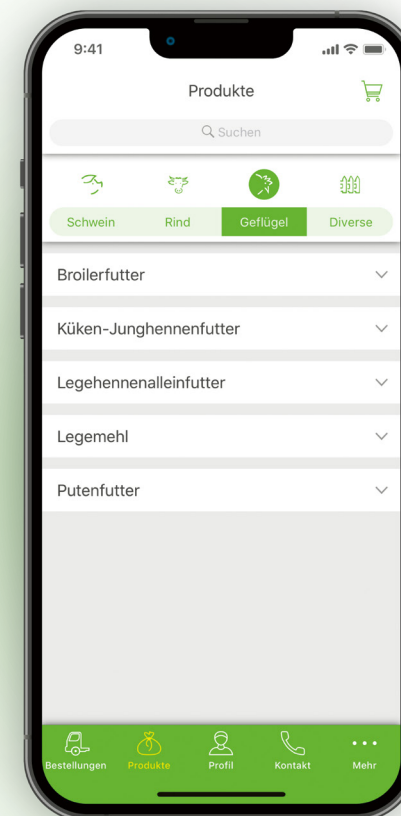 9:41
Produkte
Suchen
Schwein Rind Geflügel Diverse
Broilerfutter
Küken-Junghennenfutter
Legehennenalleinfutter
Legemehl
Putenfutter
Bestellungen Produkte Profil Kontakt Mehr